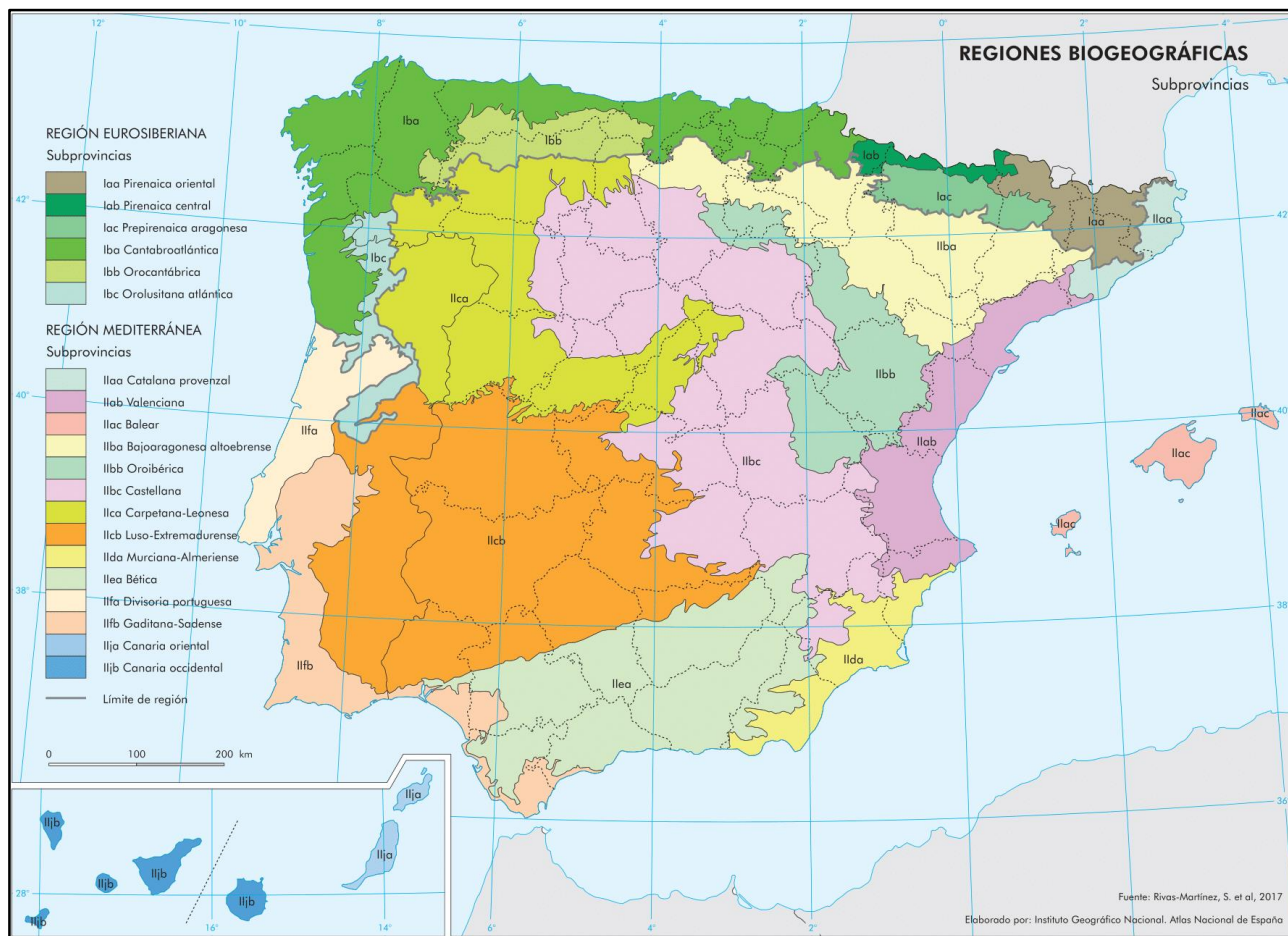 12°
10°
8°
6°
4°
2°
0°
2°
4°
REGIONES BIOGEOGRÁFICAS
Subprovincias
REGIÓN EUROSIBERIANA
Subprovincias
Iaa Pirenaica oriental
Iab Pirenaica central
Iac Prepirenaica aragonesa
Iba Cantabroatlántica
Ibb Orocantábrica
Ibc Orolusitana atlántica
REGIÓN MEDITERRÁNEA
Subprovincias
IIaa Catalana provenzal
IIab Valenciana
IIac Balear
IIba Bajoaragonesa altoebrense
IIbb Oroibérica
IIbc Castellana
IIca Carpetana-Leonesa
IIcb Luso-Extremadurense
IIda Murciana-Almeriense
IIea Bética
IIfa Divisoria portuguesa
IIfb Gaditana-Sadense
IIja Canaria oriental
IIjb Canaria occidental
Límite de región
0 100 200 km
42°
40°
38°
Iba
Ibb
Iab
Iac
Iaa
Iaa
IIaa
42°
Ibc
IIca
IIba
IIbb
40°
IIfa
IIab
IIbc
IIac
IIac
IIac
IIcb
38°
IIfb
IIda
IIea
36°
IIja
IIja
IIjb
IIjb
IIjb
IIjb
IIjb
28°
28°
16°
14°
6°
4°
2°
0°
2°
Fuente: Rivas-Martínez, S. et al, 2017
Elaborado por: Instituto Geográfico Nacional. Atlas Nacional de España